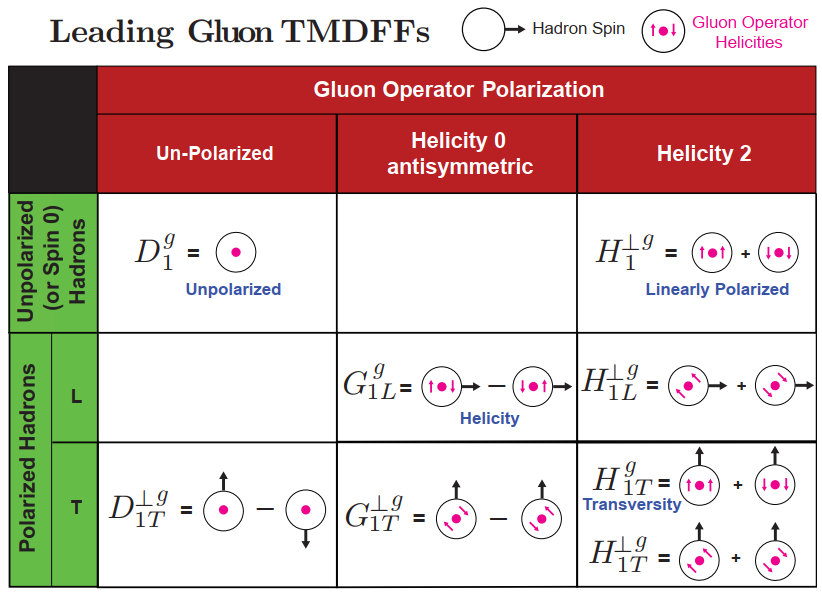 Leading Gluon TMDFFs
Hadron Spin
Gluon Operator
Helicities
Gluon Operator Polarization
Un-Polarized
Helicity 0
antisymmetric
Helicity 2
Unpolarized
(or Spin 0)
Hadrons
D_1^g =
Unpolarized
H_1^{⊥g} = +
Linearly Polarized
Polarized Hadrons
L
G_{1L}^g = −
Helicity
H_{1L}^{⊥g} = +
T
D_{1T}^{⊥g} = −
G_{1T}^{⊥g} = −
H_{1T}^g = +
Transversity
H_{1T}^{⊥g} = +